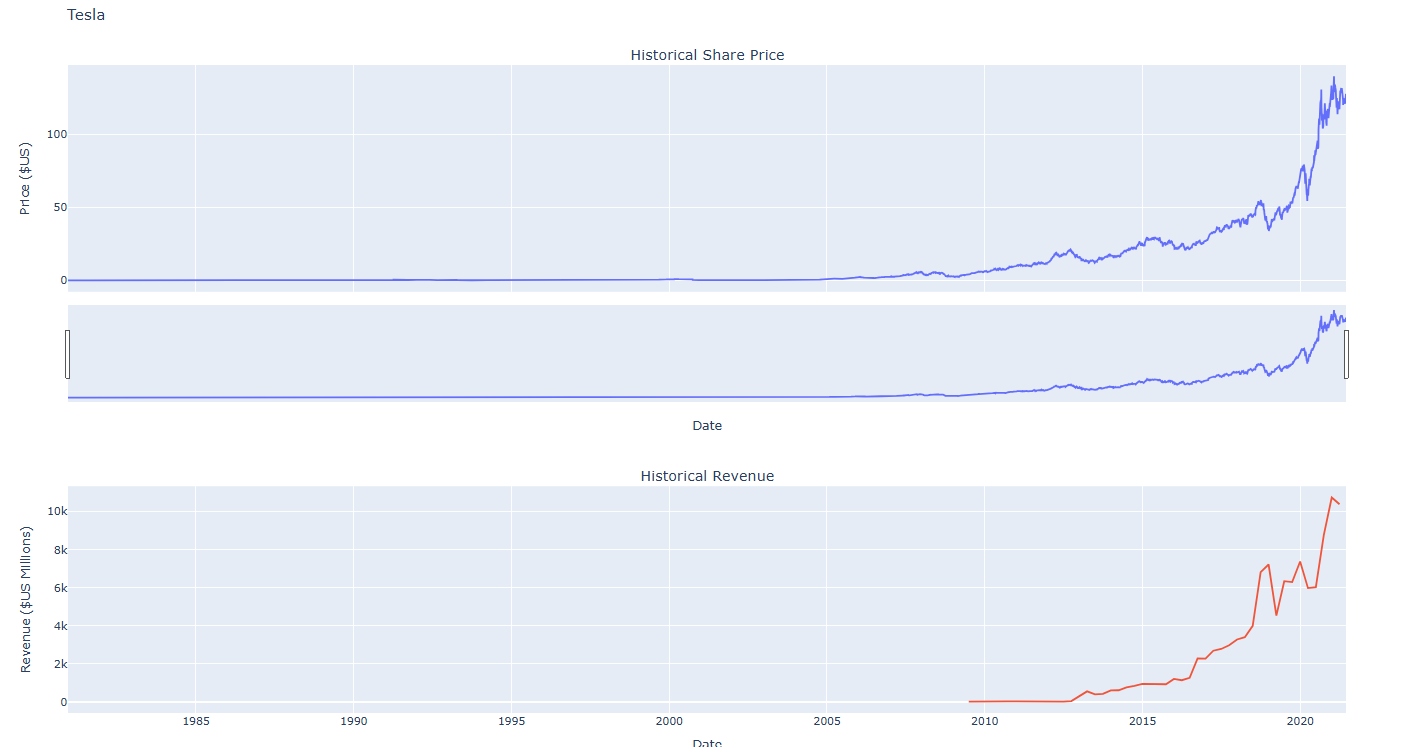 Tesla
Historical Share Price
Price ($US)
100
50
0
Date
Historical Revenue
Revenue ($US Millions)
10k
8k
6k
4k
2k
0
1985 1990 1995 2000 2005 2010 2015 2020
Date